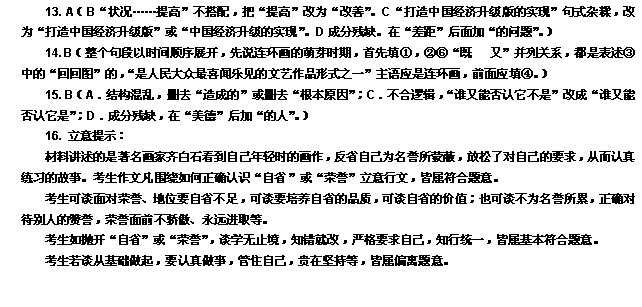 13. A(B“状况……提高”不搭配，把“提高”改为“改善”。C“打造中国经济升级版的实现”句式杂糅，改
为“打造中国经济升级版”或“中国经济升级的实现”。D 成分残缺。在“差距”后面加“的问题”。)
14.B(整个句段以时间顺序展开，先说连环画的萌芽时期，首先填①，②⑥“既  又”并列关系，都是表述③
中的“回回图”的，“是人民大众最喜闻乐见的文艺作品形式之一”主语应是连环画，前面应填④。)
15.B(A．结构混乱，删去“造成的”或删去“根本原因”；C．不合逻辑，“谁又能否认它不是”改成“谁又能
否认它是”；D．成分残缺，在“美德”后加“的人”。)
16. 立意提示：
材料讲述的是著名画家齐白石看到自己年轻时的画作，反省自己为名誉所蒙蔽，放松了对自己的要求，从而认真
练习的故事。考生作文凡围绕如何正确认识“自省”或“荣誉”立意行文，皆属符合题意。
考生可谈面对荣誉、地位要自省不足，可谈要培养自省的品质，可谈自省的价值；也可谈不为名誉所累，正确对
待别人的赞誉，荣誉面前不骄傲、永远进取等。
考生如抛开“自省”或“荣誉”，谈学无止境，知错就改，严格要求自己，知行统一，皆属基本符合题意。
考生若谈从基础做起，要认真做事，管住自己，贵在坚持等，皆属偏离题意。